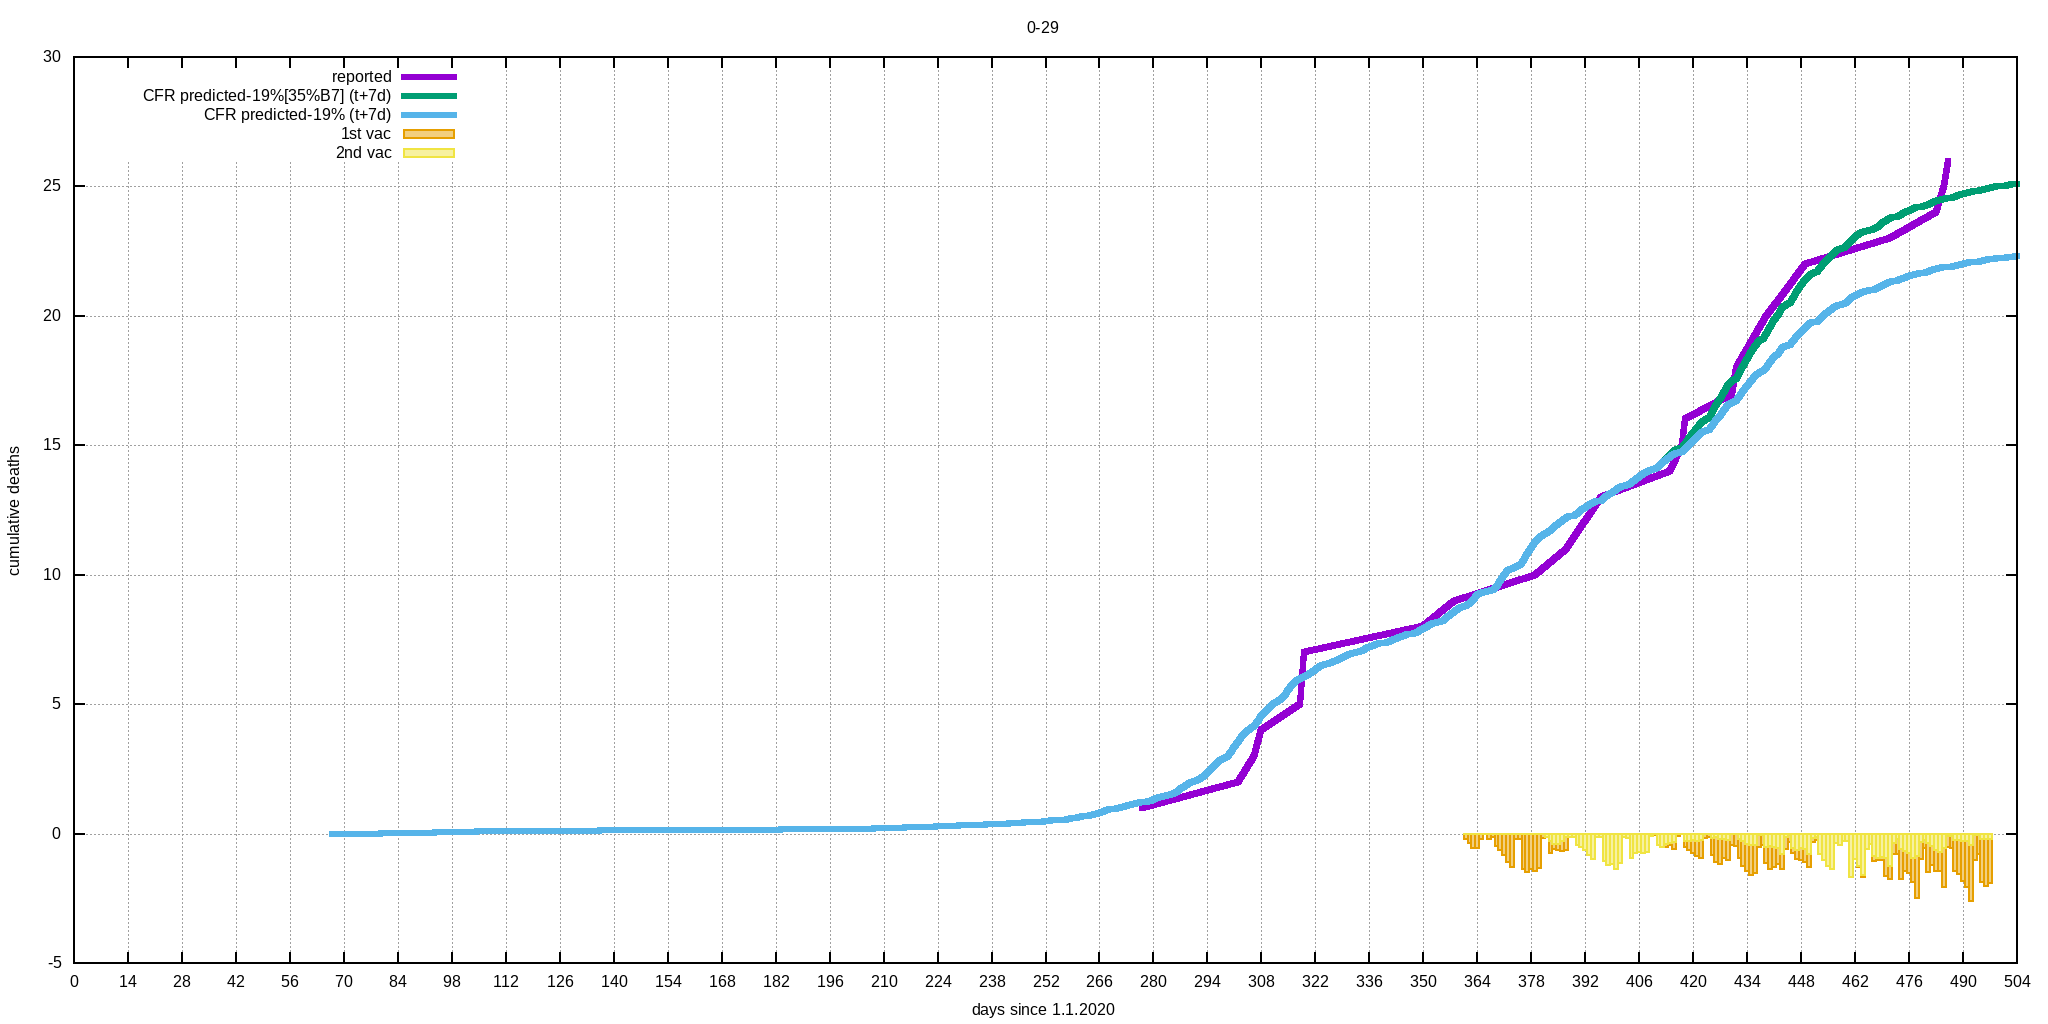 0-29
reported
CFR predicted-19%[35%B7] (t+7d)
CFR predicted-19% (t+7d)
1st vac
2nd vac
30
25
20
15
10
5
0
-5
cumulative deaths
0 14 28 42 56 70 84 98 112 126 140 154 168 182 196 210 224 238 252 266 280 294 308 322 336 350 364 378 392 406 420 434 448 462 476 490 504
days since 1.1.2020